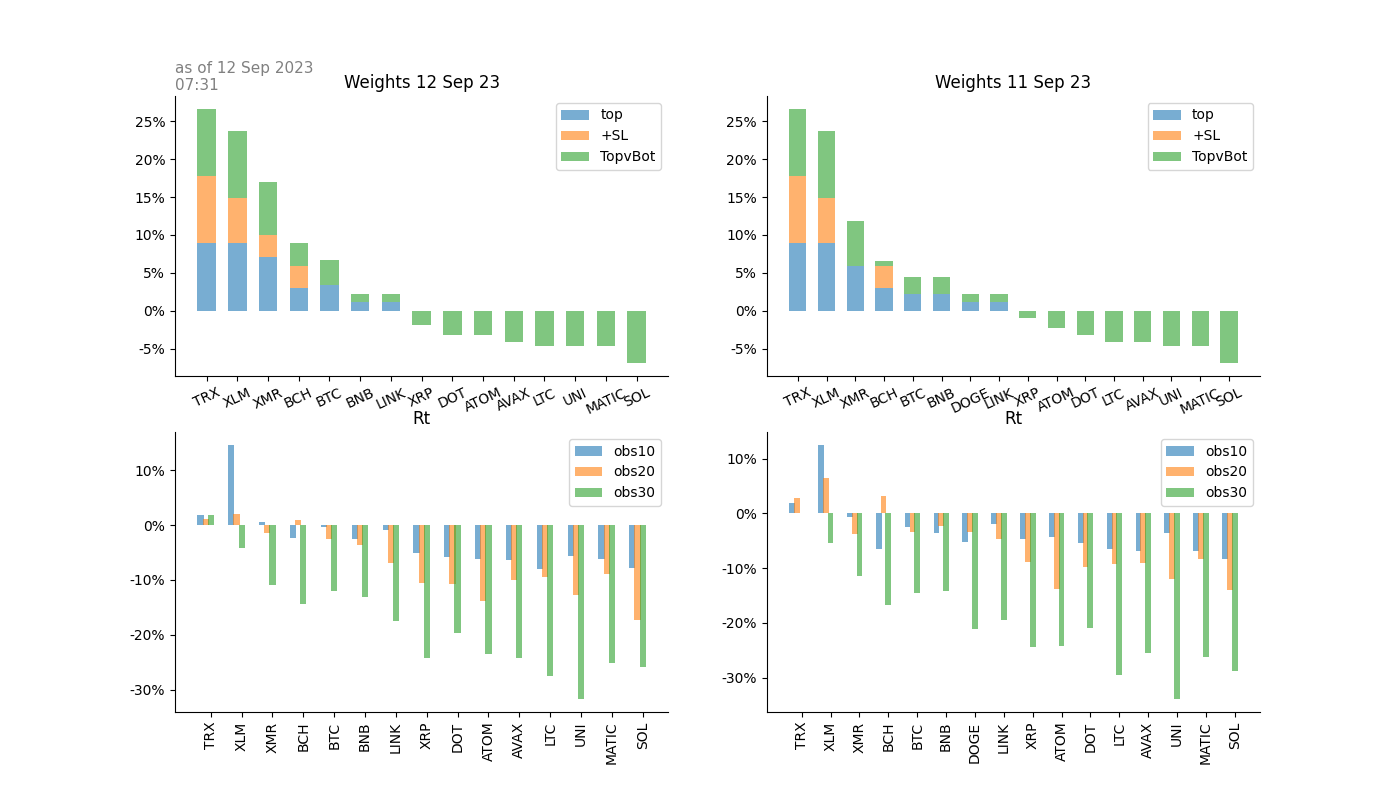 as of 12 Sep 2023
07:31
Weights 12 Sep 23
25%
20%
15%
10%
5%
0%
-5%
top
+SL
TopvBot
TRX XLM XMR BCH BTC BNB LINK XRP DOT ATOM AVAX LTC UNI MATIC SOL
Weights 11 Sep 23
25%
20%
15%
10%
5%
0%
-5%
top
+SL
TopvBot
TRX XLM XMR BCH BTC BNB DOGE LINK XRP ATOM DOT LTC AVAX UNI MATIC SOL
Rt
10%
0%
-10%
-20%
-30%
obs10
obs20
obs30
TRX XLM XMR BCH BTC BNB LINK XRP DOT ATOM AVAX LTC UNI MATIC SOL
Rt
10%
0%
-10%
-20%
-30%
obs10
obs20
obs30
TRX XLM XMR BCH BTC BNB DOGE LINK XRP ATOM DOT LTC AVAX UNI MATIC SOL